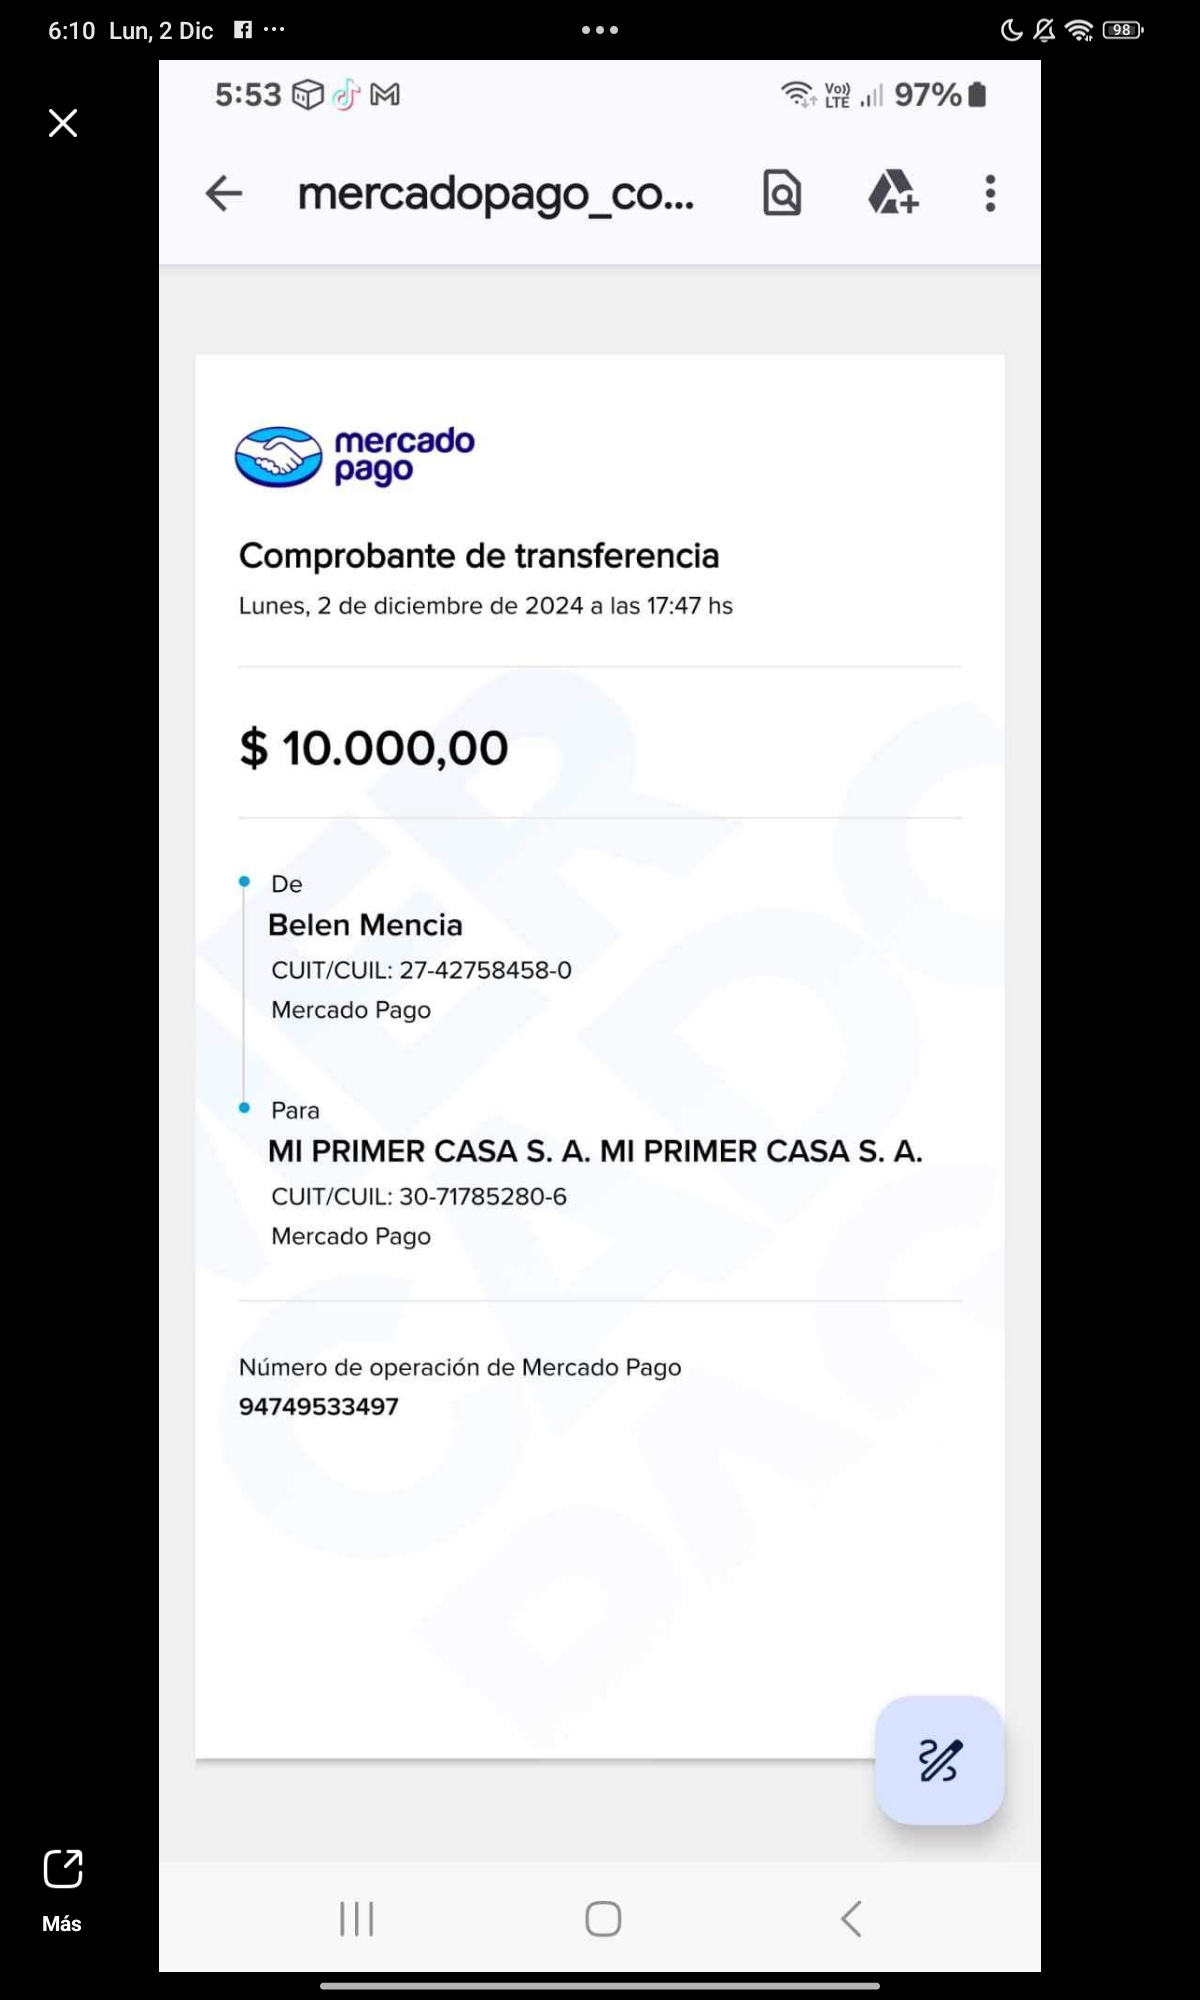 6:10 Lun, 2 Dic
98
5:53
Vo)) LTE
97%
mercadopago_co...
mercado
pago
Comprobante de transferencia
Lunes, 2 de diciembre de 2024 a las 17:47 hs
$ 10.000,00
De
Belen Mencia
CUIT/CUIL: 27-42758458-0
Mercado Pago
Para
MI PRIMER CASA S. A. MI PRIMER CASA S. A.
CUIT/CUIL: 30-71785280-6
Mercado Pago
Número de operación de Mercado Pago
94749533497
Más